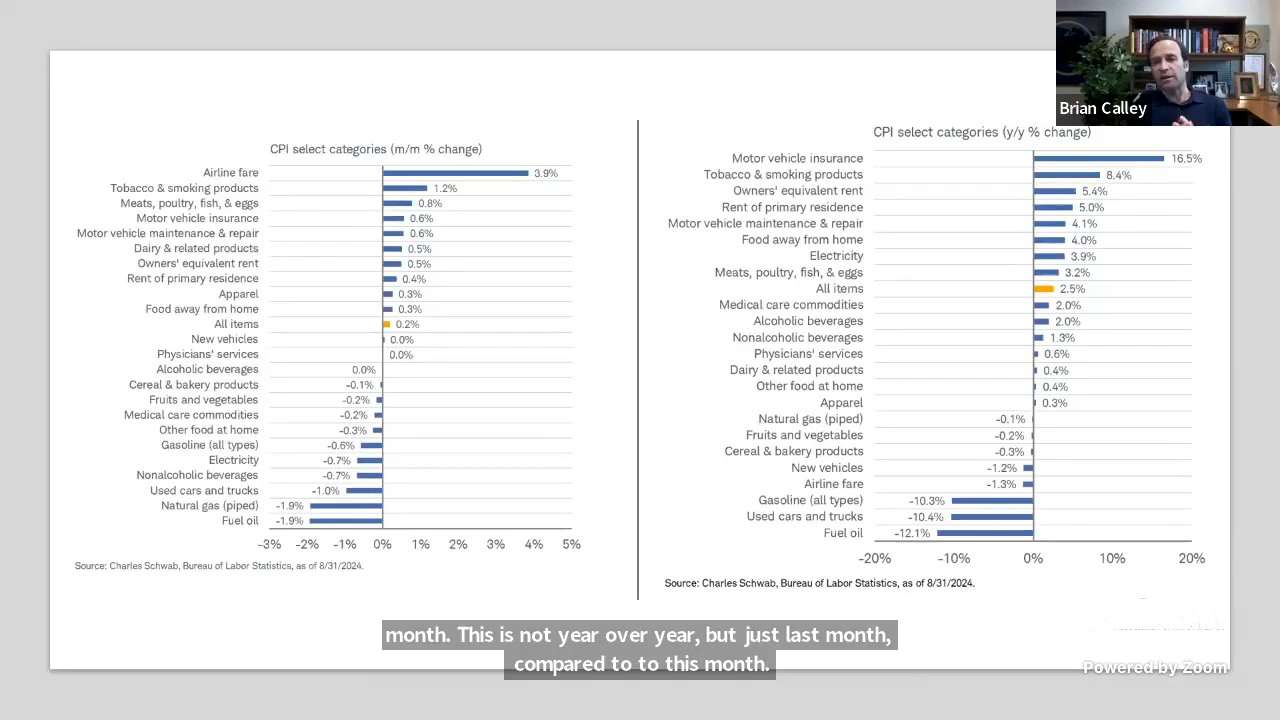 Brian Calley
CPI select categories (m/m % change)
Airline fare 3.9%
Tobacco & smoking products 1.2%
Meats, poultry, fish, & eggs 0.8%
Motor vehicle insurance 0.6%
Motor vehicle maintenance & repair 0.6%
Dairy & related products 0.5%
Owners' equivalent rent 0.5%
Rent of primary residence 0.4%
Apparel 0.3%
Food away from home 0.3%
All items 0.2%
New vehicles 0.0%
Physicians' services 0.0%
Alcoholic beverages 0.0%
Cereal & bakery products -0.1%
Fruits and vegetables -0.2%
Medical care commodities -0.2%
Other food at home -0.3%
Gasoline (all types) -0.6%
Electricity -0.7%
Nonalcoholic beverages -0.7%
Used cars and trucks -1.0%
Natural gas (piped) -1.9%
Fuel oil -1.9%
-3% -2% -1% 0% 1% 2% 3% 4% 5%
Source: Charles Schwab, Bureau of Labor Statistics, as of 8/31/2024.
CPI select categories (y/y % change)
Motor vehicle insurance 16.5%
Tobacco & smoking products 8.4%
Owners' equivalent rent 5.4%
Rent of primary residence 5.0%
Motor vehicle maintenance & repair 4.1%
Food away from home 4.0%
Electricity 3.9%
Meats, poultry, fish, & eggs 3.2%
All items 2.5%
Medical care commodities 2.0%
Alcoholic beverages 2.0%
Nonalcoholic beverages 1.3%
Physicians' services 0.6%
Dairy & related products 0.4%
Other food at home 0.4%
Apparel 0.3%
Natural gas (piped) -0.1%
Fruits and vegetables -0.2%
Cereal & bakery products -0.3%
New vehicles -1.2%
Airline fare -1.3%
Gasoline (all types) -10.3%
Used cars and trucks -10.4%
Fuel oil -12.1%
-20% -10% 0% 10% 20%
Source: Charles Schwab, Bureau of Labor Statistics, as of 8/31/2024.
month. This is not year over year, but just last month,
compared to to this month.
Powered by Zoom